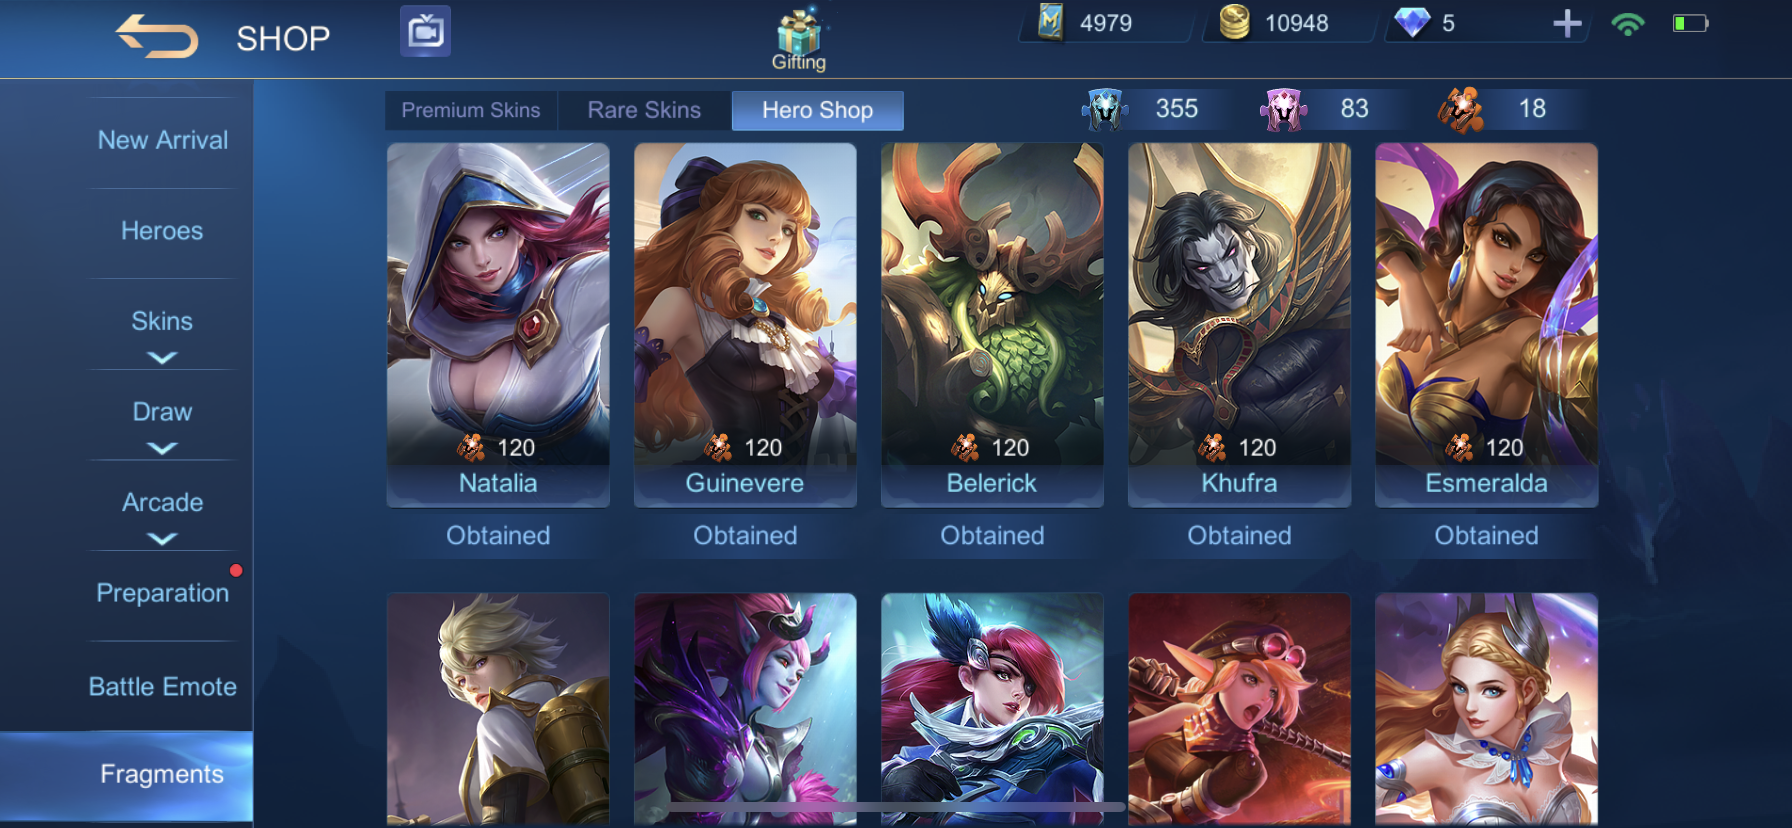 SHOP
Gifting
4979
10948
5
New Arrival
Heroes
Skins
Draw
Arcade
Preparation
Battle Emote
Fragments
Premium Skins
Rare Skins
Hero Shop
355
83
18
120
120
120
120
120
Natalia
Guinevere
Belerick
Khufra
Esmeralda
Obtained
Obtained
Obtained
Obtained
Obtained